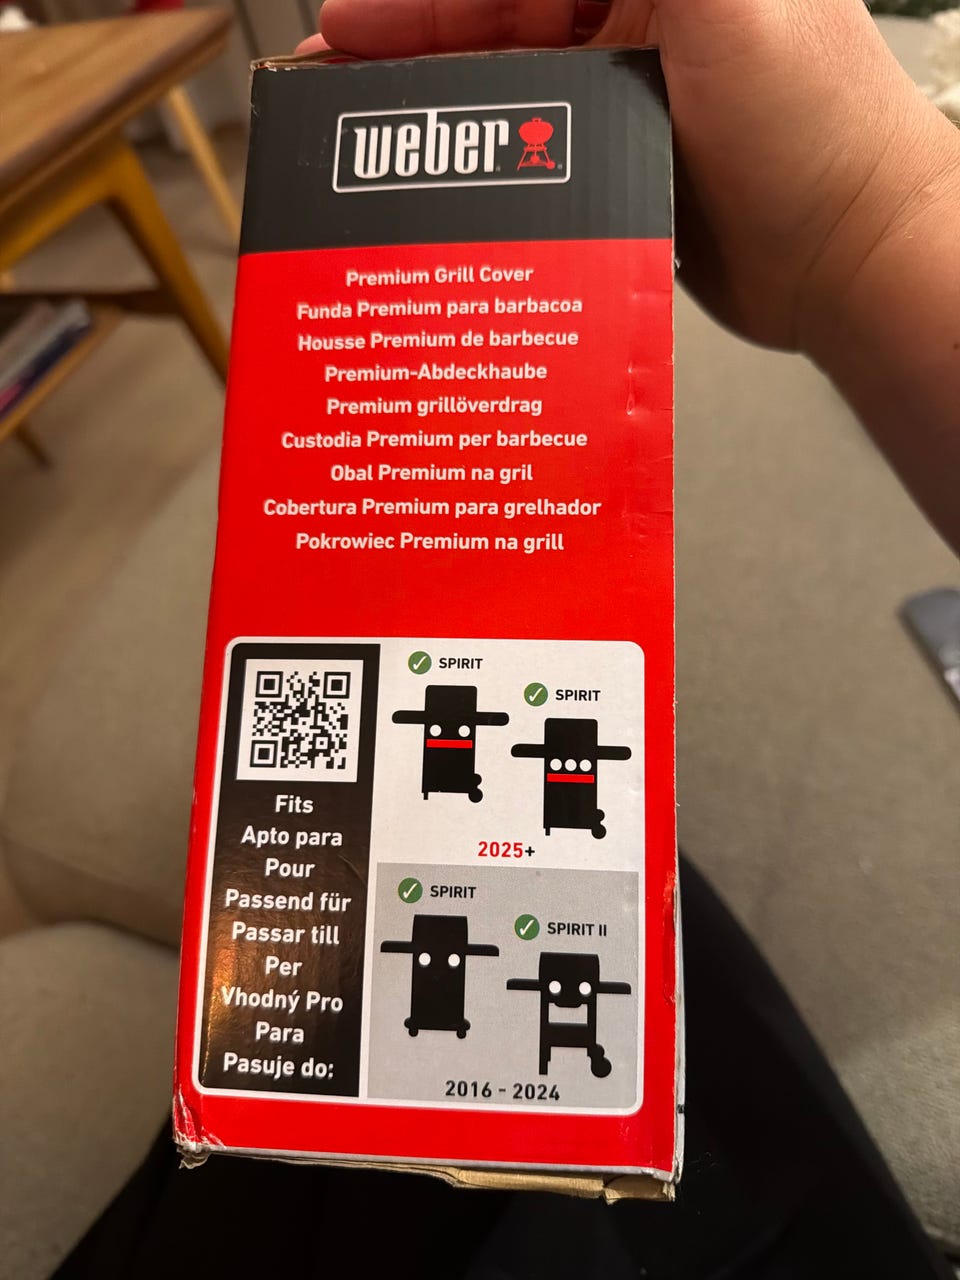 weber
Premium Grill Cover
Funda Premium para barbacoa
Housse Premium de barbecue
Premium-Abdeckhaube
Premium grillöverdrag
Custodia Premium per barbecue
Obal Premium na gril
Cobertura Premium para grelhador
Pokrowiec Premium na grill
Fits
Apto para
Pour
Passend für
Passar till
Per
Vhodný Pro
Para
Pasuje do:
SPIRIT
SPIRIT
2025+
SPIRIT
SPIRIT II
2016 - 2024